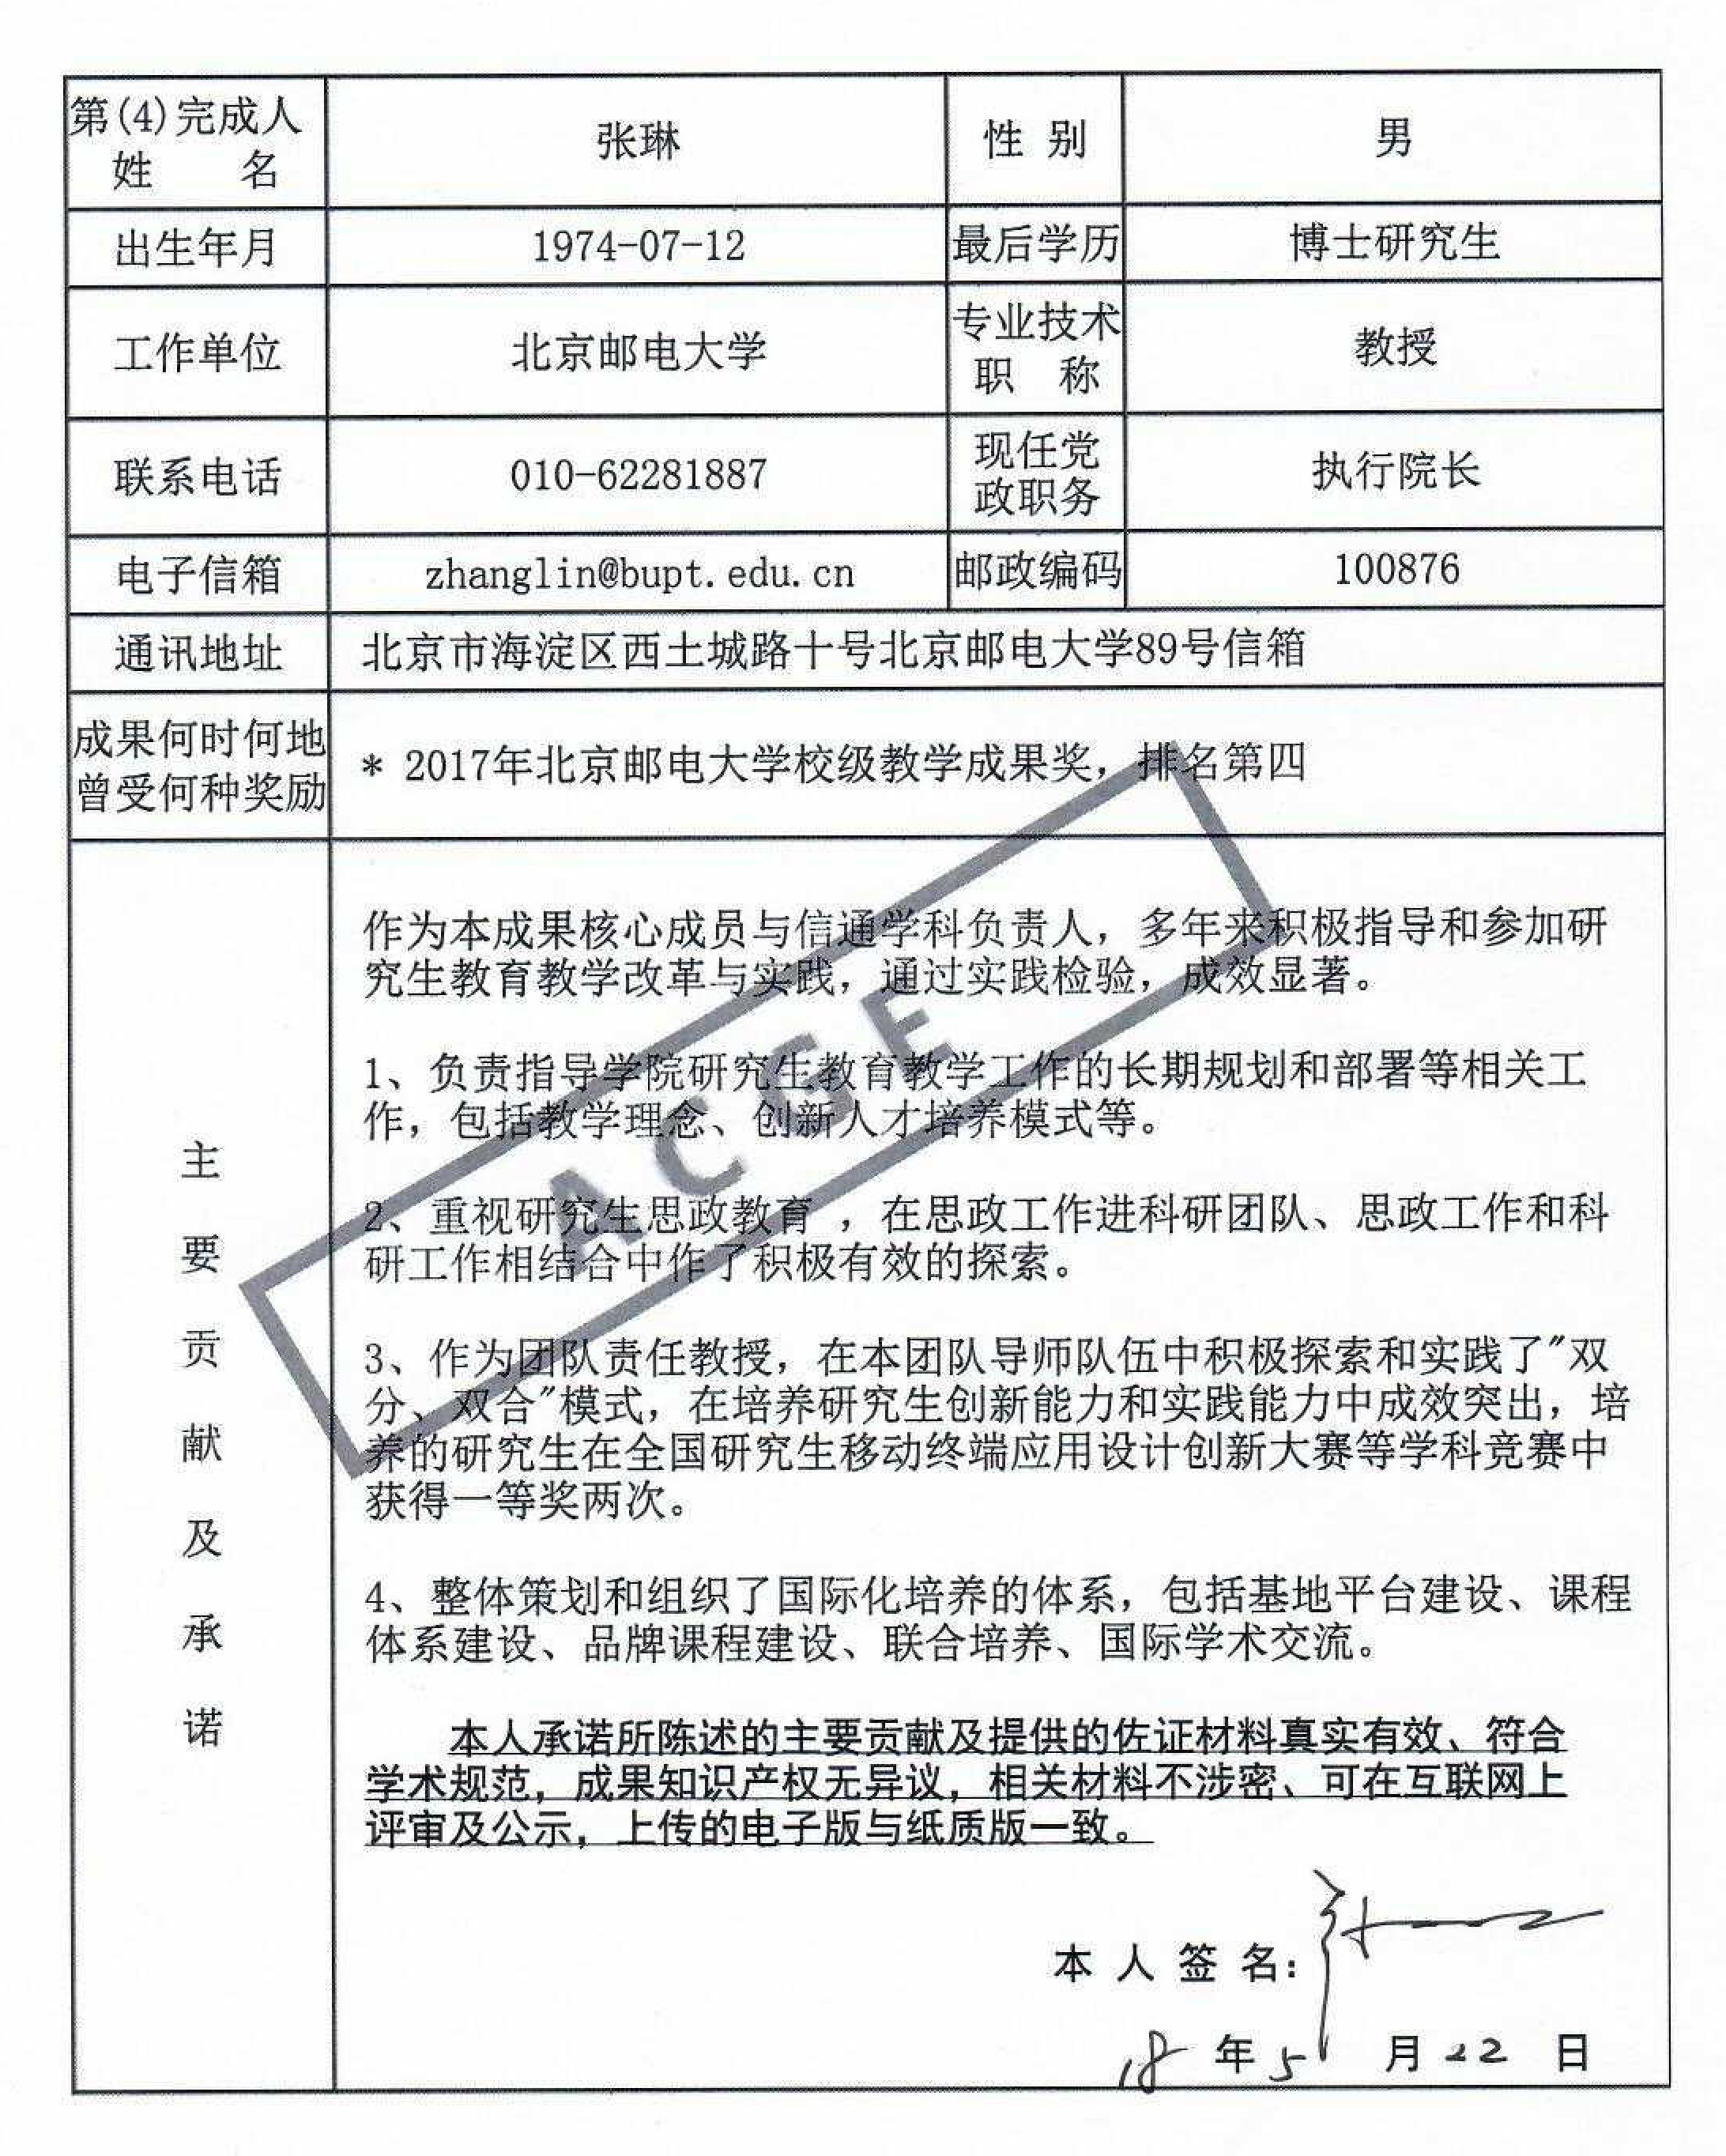 第(4)完成人
姓 名
张琳
性 别
男
出生年月
1974-07-12
最后学历
博士研究生
工作单位
北京邮电大学
专业技术
职 称
教授
联系电话
010-62281887
现任党
政职务
执行院长
电子信箱
zhanglin@bupt.edu.cn
邮政编码
100876
通讯地址
北京市海淀区西土城路十号北京邮电大学89号信箱
成果何时何地
曾受何种奖励
* 2017年北京邮电大学校级教学成果奖，排名第四
主
要
贡
献
及
承
诺
作为本成果核心成员与信通学科负责人，多年来积极指导和参加研
究生教育教学改革与实践，通过实践检验，成效显著。
1、负责指导学院研究生教育教学工作的长期规划和部署等相关工
作，包括教学理念、创新人才培养模式等。
2、重视研究生思政教育 ，在思政工作进科研团队、思政工作和科
研工作相结合中作了积极有效的探索。
3、作为团队责任教授，在本团队导师队伍中积极探索和实践了"双
分、双合"模式，在培养研究生创新能力和实践能力中成效突出，培
养的研究生在全国研究生移动终端应用设计创新大赛等学科竞赛中
获得一等奖两次。
4、整体策划和组织了国际化培养的体系，包括基地平台建设、课程
体系建设、品牌课程建设、联合培养、国际学术交流。
本人承诺所陈述的主要贡献及提供的佐证材料真实有效、符合
学术规范，成果知识产权无异议，相关材料不涉密、可在互联网上
评审及公示，上传的电子版与纸质版一致。
本 人 签 名：
18 年 5 月 22 日
ACGE